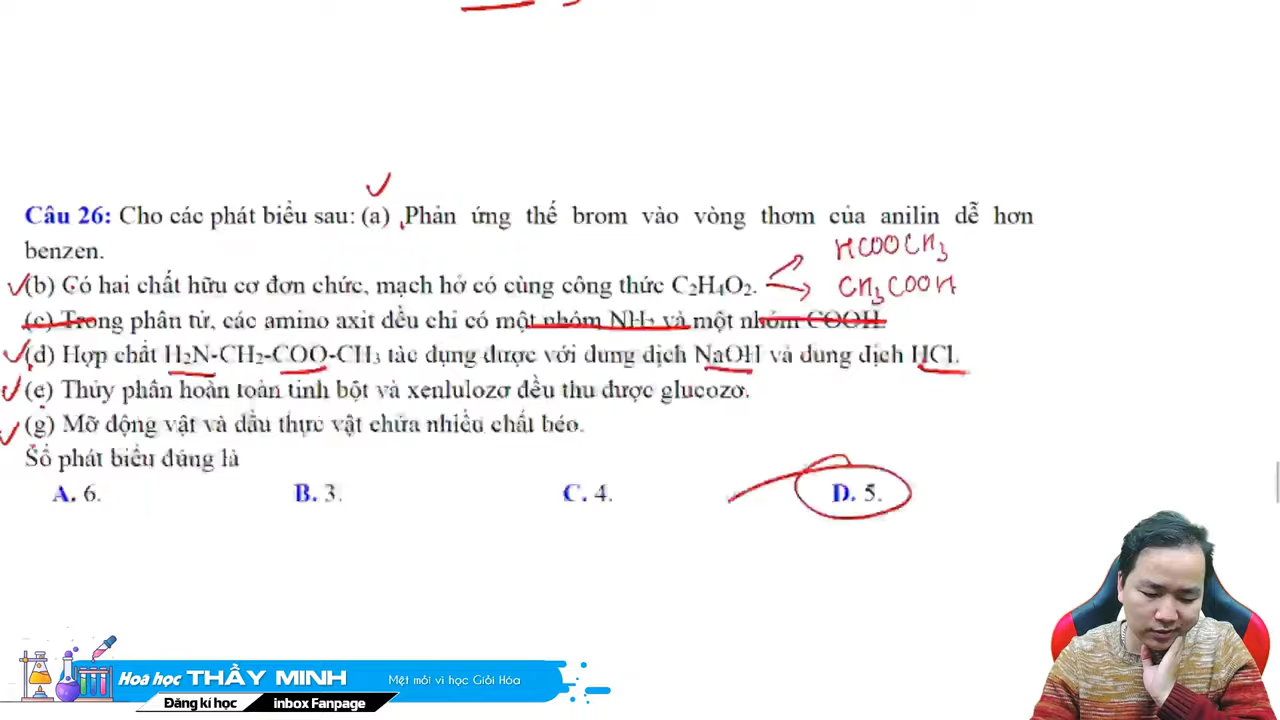 Câu 26: Cho các phát biểu sau: (a) Phản ứng thế brom vào vòng thơm của anilin dễ hơn
benzen.
HCOOCH3
(b) Có hai chất hữu cơ đơn chức, mạch hở có cùng công thức C2H4O2.
CH3COOH
(c) Trong phân tử, các amino axit đều chỉ có một nhóm NH2 và một nhóm COOH.
(d) Hợp chất H2N-CH2-COO-CH3 tác dụng được với dung dịch NaOH và dung dịch HCl.
(e) Thủy phân hoàn toàn tinh bột và xenlulozơ đều thu được glucozơ.
(g) Mỡ động vật và dầu thực vật chứa nhiều chất béo.
Số phát biểu đúng là
A. 6. B. 3. C. 4. D. 5.
Hoá học THẦY MINH Mệt mỏi vì học Giỏi Hóa
Đăng kí học inbox Fanpage